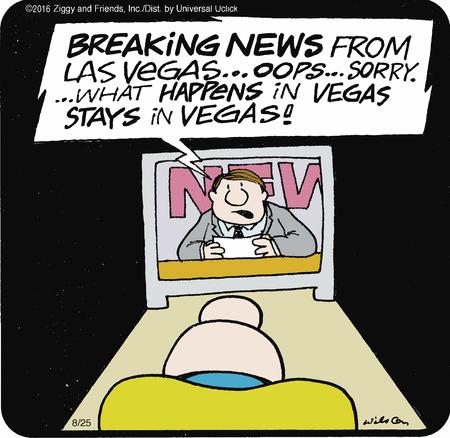 ©2016 Ziggy and Friends, Inc./Dist. by Universal Uclick
BREAKING NEWS FROM
LAS VEGAS...OOPS...SORRY.
...WHAT HAPPENS IN VEGAS
STAYS IN VEGAS!
NEW
8/25
Wilson